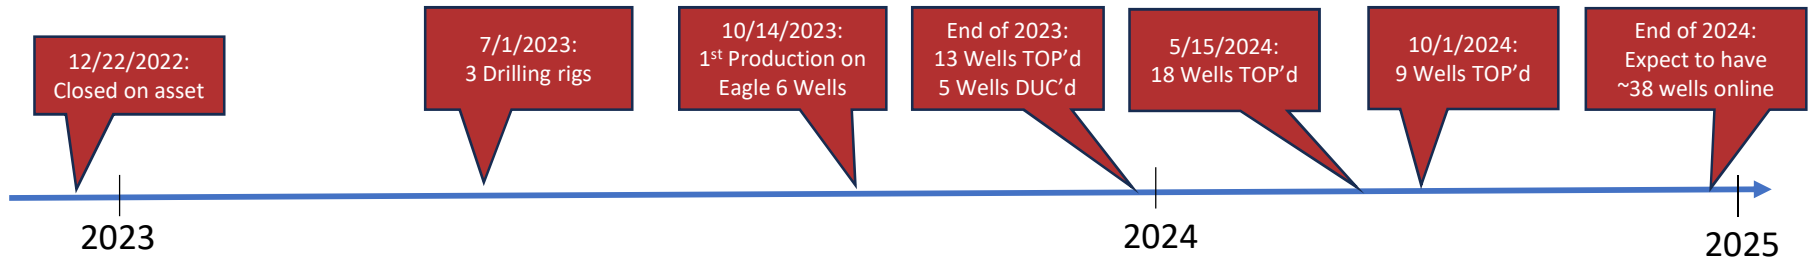 12/22/2022:
Closed on asset
7/1/2023:
3 Drilling rigs
10/14/2023:
1st Production on
Eagle 6 Wells
End of 2023:
13 Wells TOP’d
5 Wells DUC’d
5/15/2024:
18 Wells TOP’d
10/1/2024:
9 Wells TOP’d
End of 2024:
Expect to have
~38 wells online
2023
2024
2025